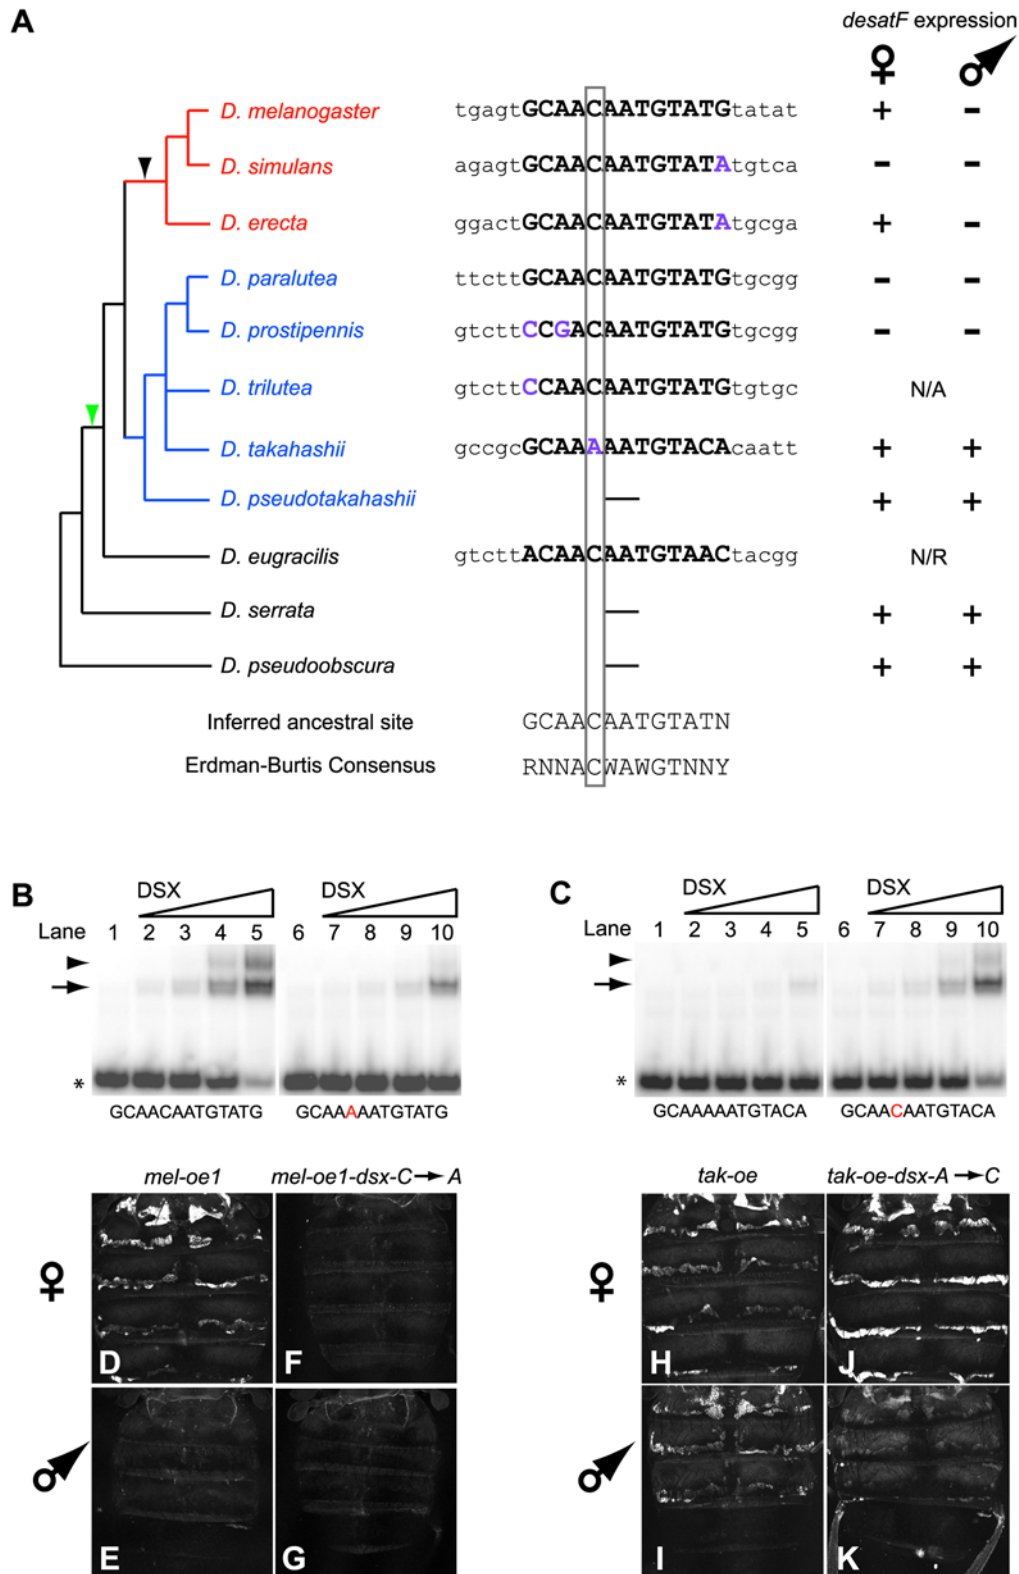 A
desatF expression
♀ ♂
D. melanogaster tgagtGCAACAATGTATGtatat + -
D. simulans agagtGCAACAATGTATAtgtca - -
D. erecta ggactGCAACAATGTATAtgcga + -
D. paralutea ttcttGCAACAATGTATGtgcgg - -
D. prostipennis gtcttCCGACAATGTATGtgcgg - -
D. trilutea gtcttCCAACAATGTATGtgtgc N/A
D. takahashii gccgcGCAAAAATGTACAcaatt + +
D. pseudotakahashii — + +
D. eugracilis gtcttACAACAATGTAACtacgg N/R
D. serrata — + +
D. pseudoobscura — + +
Inferred ancestral site GCAACAATGTATN
Erdman-Burtis Consensus RNNACWAWGTNNY
B
DSX DSX
Lane 1 2 3 4 5 6 7 8 9 10
*
GCAACAATGTATG GCAAAAATGTATG
C
DSX DSX
Lane 1 2 3 4 5 6 7 8 9 10
*
GCAAAAATGTACA GCAACAATGTACA
mel-oe1 mel-oe1-dsx-C→A
♀
D F
♂
E G
tak-oe tak-oe-dsx-A→C
♀
H J
♂
I K